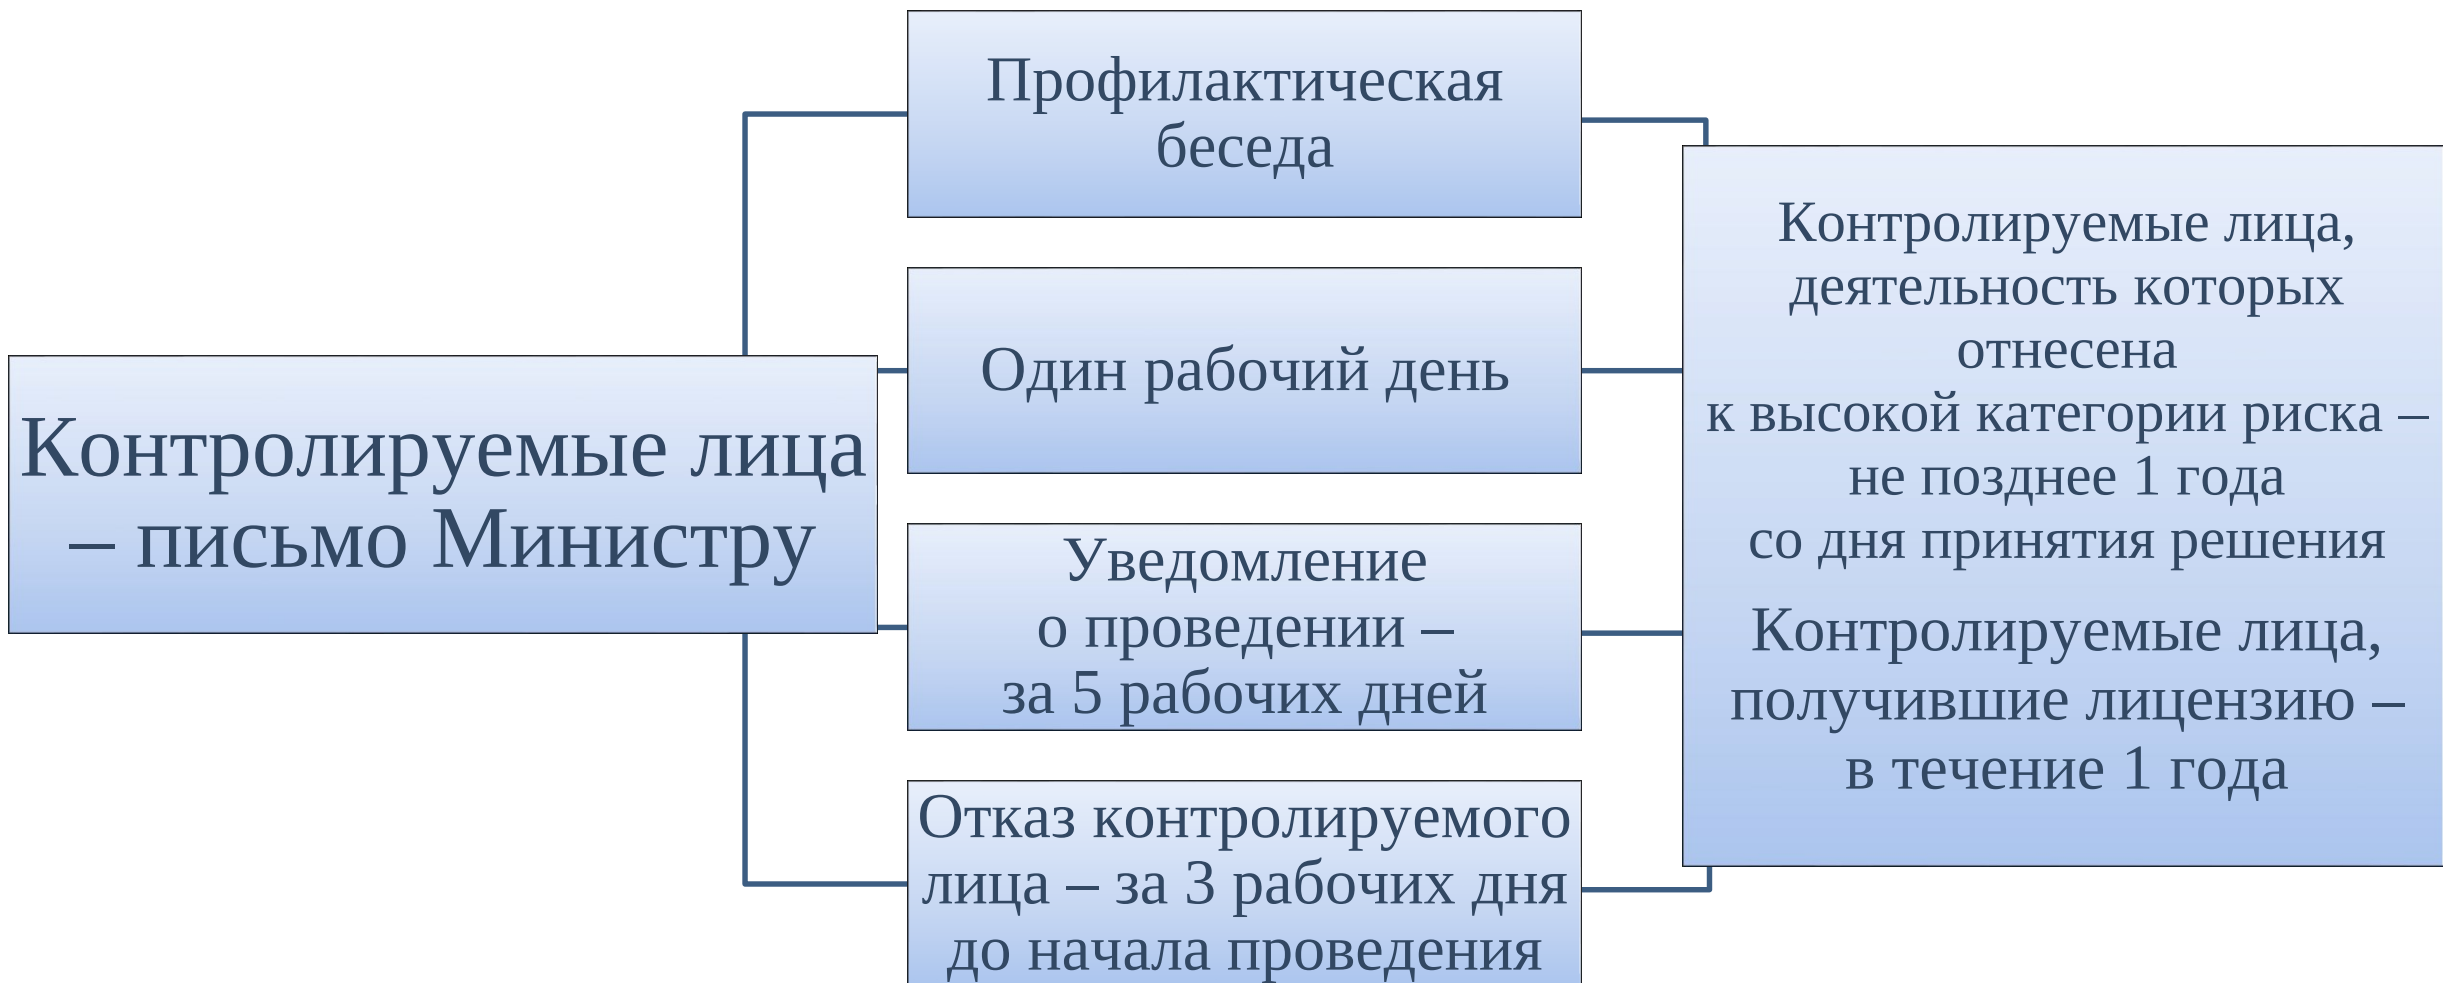 Контролируемые лица
– письмо Министру
Профилактическая
беседа
Один рабочий день
Уведомление
о проведении –
за 5 рабочих дней
Отказ контролируемого
лица – за 3 рабочих дня
до начала проведения
Контролируемые лица,
деятельность которых
отнесена
к высокой категории риска –
не позднее 1 года
со дня принятия решения
Контролируемые лица,
получившие лицензию –
в течение 1 года